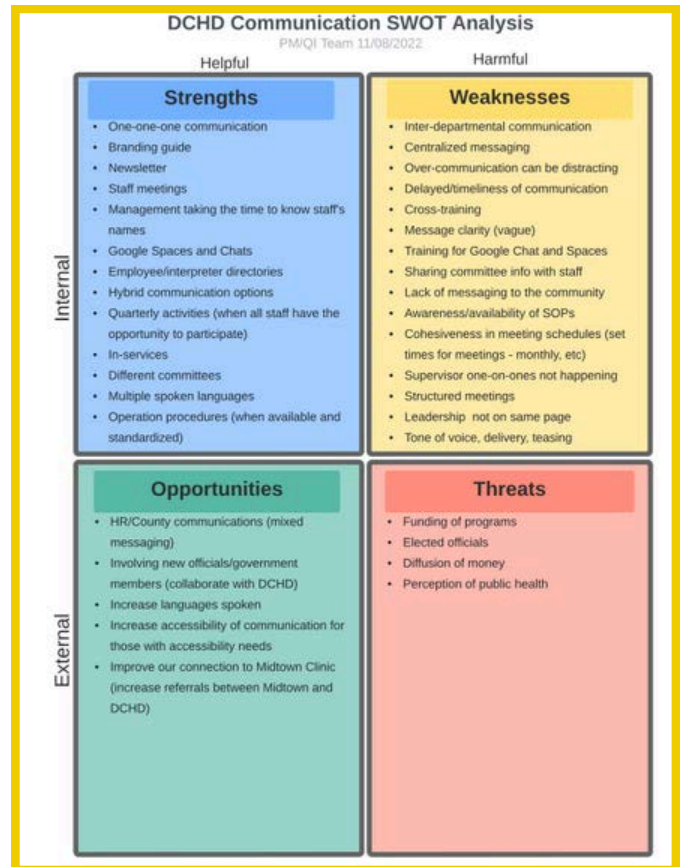 DCHD Communication SWOT Analysis
PM/QI Team 11/08/2022
Helpful
Harmful
Internal
Strengths
• One-one-one communication
• Branding guide
• Newsletter
• Staff meetings
• Management taking the time to know staff's
names
• Google Spaces and Chats
• Employee/interpreter directories
• Hybrid communication options
• Quarterly activities (when all staff have the
opportunity to participate)
• In-services
• Different committees
• Multiple spoken languages
• Operation procedures (when available and
standardized)
Weaknesses
• Inter-departmental communication
• Centralized messaging
• Over-communication can be distracting
• Delayed/timeliness of communication
• Cross-training
• Message clarity (vague)
• Training for Google Chat and Spaces
• Sharing committee info with staff
• Lack of messaging to the community
• Awareness/availability of SOPs
• Cohesiveness in meeting schedules (set
times for meetings - monthly, etc)
• Supervisor one-on-ones not happening
• Structured meetings
• Leadership not on same page
• Tone of voice, delivery, teasing
External
Opportunities
• HR/County communications (mixed
messaging)
• Involving new officials/government
members (collaborate with DCHD)
• Increase languages spoken
• Increase accessibility of communication for
those with accessibility needs
• Improve our connection to Midtown Clinic
(increase referrals between Midtown and
DCHD)
Threats
• Funding of programs
• Elected officials
• Diffusion of money
• Perception of public health